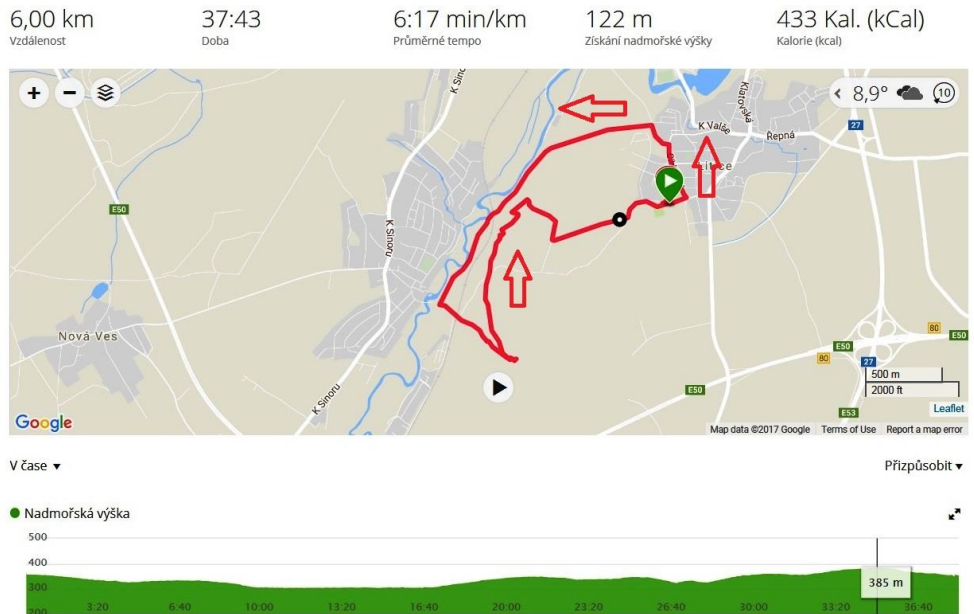 6,00 km 37:43 6:17 min/km 122 m 433 Kal. (kCal)
Vzdálenost Doba Průměrné tempo Získání nadmořské výšky Kalorie (kcal)
+ − 8,9° 10
K Sino
Klatovská
K Valše
Řepná
27
E50
K Sinoru
Nová Ves
80
E50
E50
80
27
K Sinoru
E50
500 m
2000 ft
E53
Leaflet
Google
Map data ©2017 Google Terms of Use Report a map error
V čase Přizpůsobit
Nadmořská výška
500
400
300
385 m
200 3:20 6:40 10:00 13:20 16:40 20:00 23:20 26:40 30:00 33:20 36:40